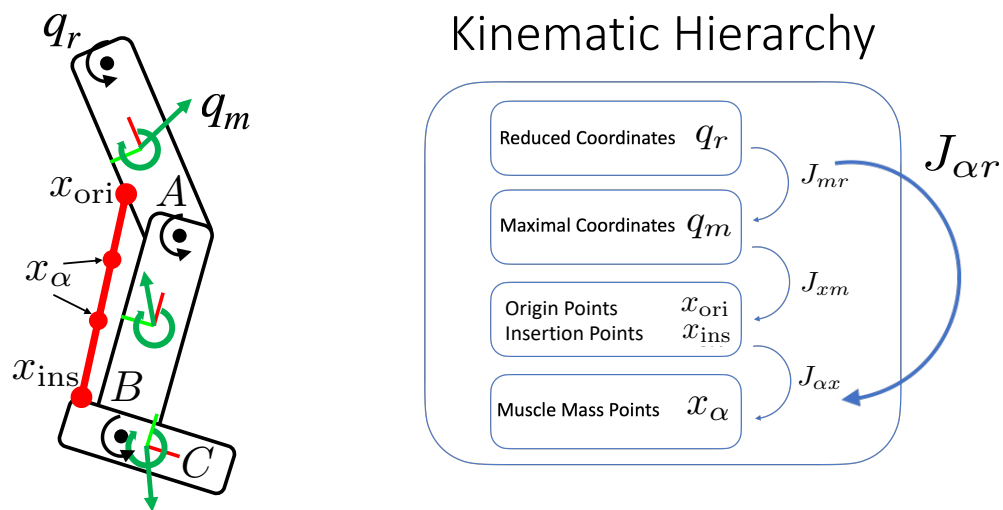 q_r
q_m
x_ori
A
x_α
x_ins
B
C
Kinematic Hierarchy
Reduced Coordinates q_r
J_mr
J_αr
Maximal Coordinates q_m
J_xm
Origin Points x_ori
Insertion Points x_ins
J_αx
Muscle Mass Points x_α